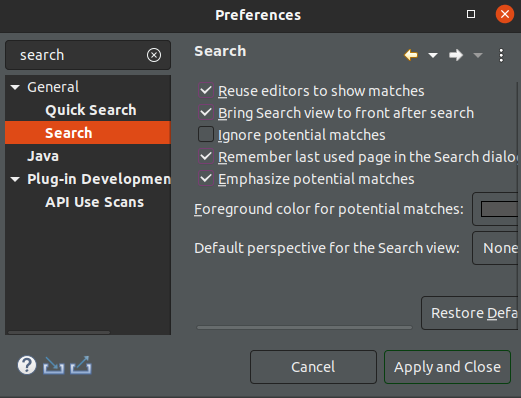 Preferences
search
General
Quick Search
Search
Java
Plug-in Developmen
API Use Scans
Search
Reuse editors to show matches
Bring Search view to front after search
Ignore potential matches
Remember last used page in the Search dialo
Emphasize potential matches
Foreground color for potential matches:
Default perspective for the Search view: None
Restore Defa
Cancel Apply and Close